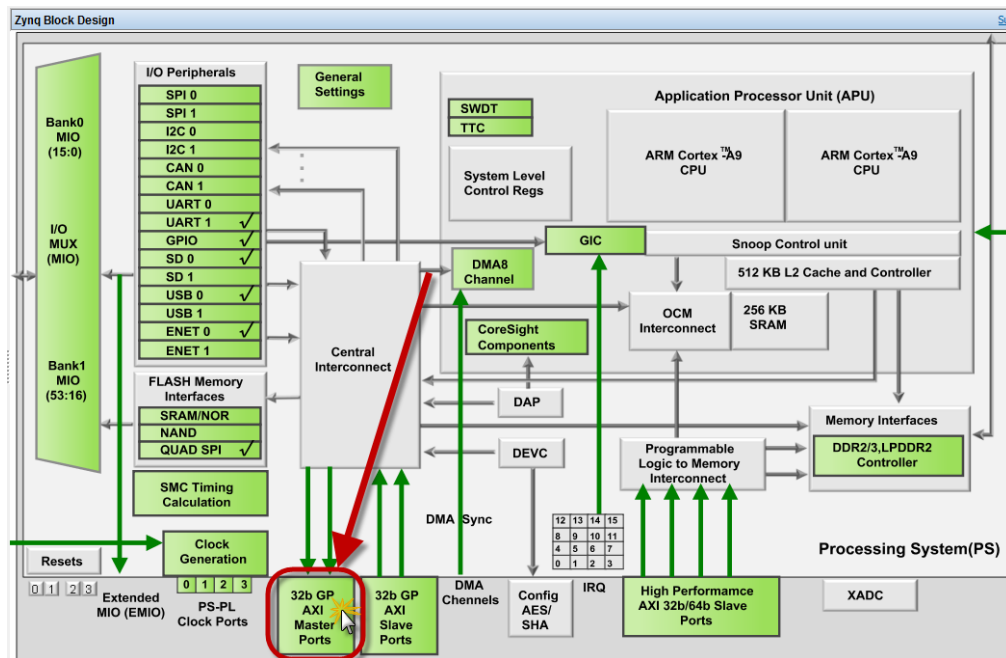 Zynq Block Design
Bank0
MIO
(15:0)
I/O
MUX
(MIO)
Bank1
MIO
(53:16)
I/O Peripherals
SPI 0
SPI 1
I2C 0
I2C 1
CAN 0
CAN 1
UART 0
UART 1 ✓
GPIO ✓
SD 0 ✓
SD 1
USB 0 ✓
USB 1
ENET 0 ✓
ENET 1
FLASH Memory
Interfaces
SRAM/NOR
NAND
QUAD SPI ✓
SMC Timing
Calculation
General
Settings
Application Processor Unit (APU)
SWDT
TTC
System Level
Control Regs
ARM Cortex™-A9
CPU
ARM Cortex™-A9
CPU
GIC
Snoop Control unit
DMA8
Channel
512 KB L2 Cache and Controller
OCM
Interconnect
256 KB
SRAM
CoreSight
Components
Central
Interconnect
DAP
DEVC
Programmable
Logic to Memory
Interconnect
Memory Interfaces
DDR2/3,LPDDR2
Controller
DMA Sync
12 13 14 15
8 9 10 11
4 5 6 7
0 1 2 3
Processing System(PS)
Resets
Clock
Generation
0 1 2 3
0 1 2 3
Extended
MIO (EMIO)
PS-PL
Clock Ports
32b GP
AXI
Master
Ports
32b GP
AXI
Slave
Ports
DMA
Channels
Config
AES/
SHA
IRQ
High Performamce
AXI 32b/64b Slave
Ports
XADC